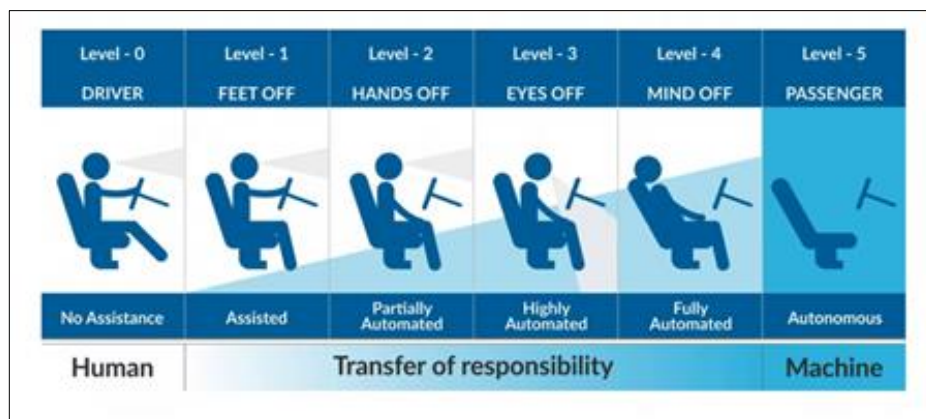 Level - 0
DRIVER
Level - 1
FEET OFF
Level - 2
HANDS OFF
Level - 3
EYES OFF
Level - 4
MIND OFF
Level - 5
PASSENGER
No Assistance
Assisted
Partially
Automated
Highly
Automated
Fully
Automated
Autonomous
Human
Transfer of responsibility
Machine